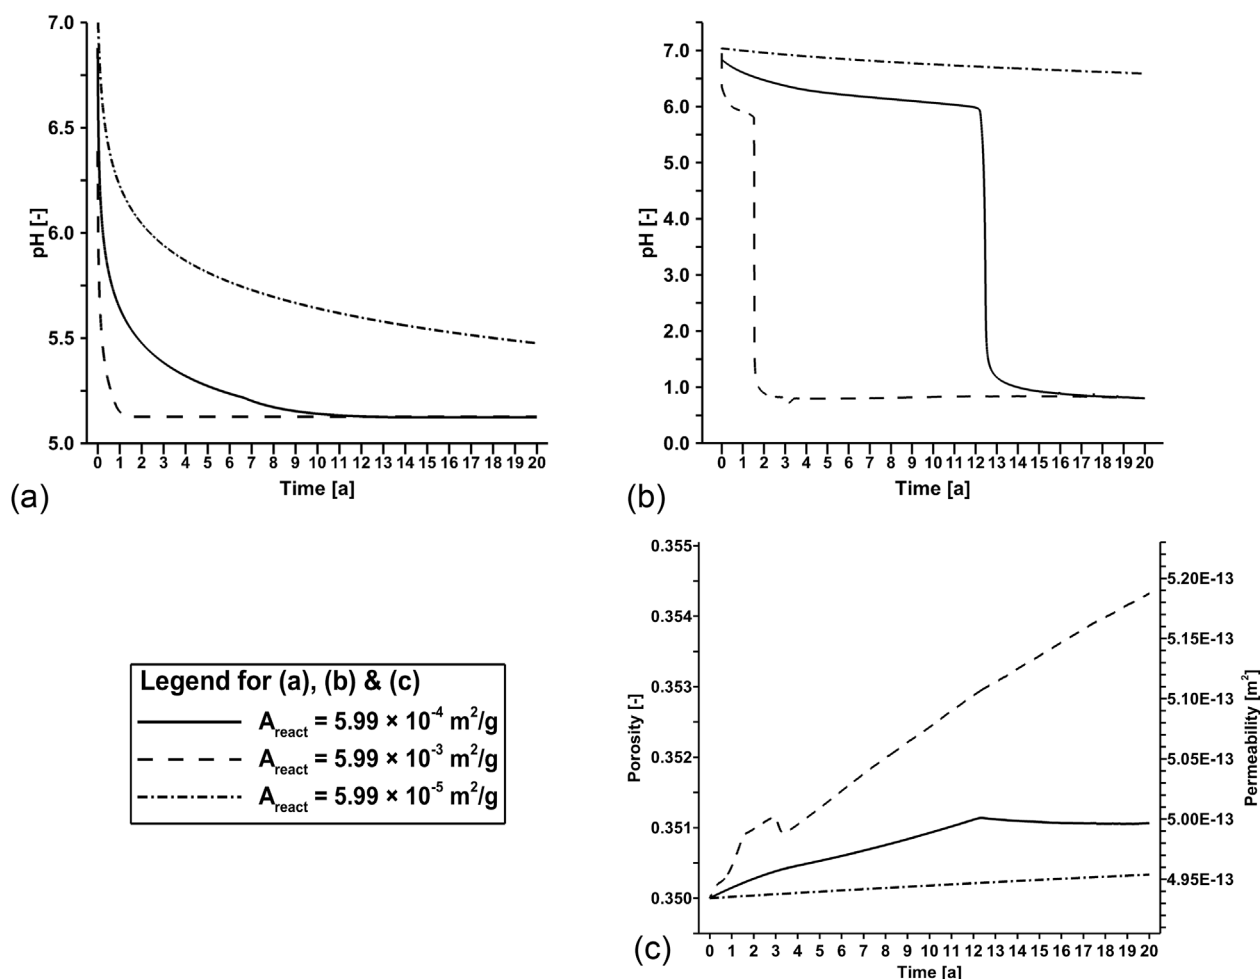 7.0
6.5
6.0
5.5
5.0
pH [-]
0 1 2 3 4 5 6 7 8 9 10 11 12 13 14 15 16 17 18 19 20
Time [a]
(a)
7.0
6.0
5.0
4.0
3.0
2.0
1.0
0.0
pH [-]
0 1 2 3 4 5 6 7 8 9 10 11 12 13 14 15 16 17 18 19 20
Time [a]
(b)
Legend for (a), (b) & (c)
A_react = 5.99 × 10⁻⁴ m²/g
A_react = 5.99 × 10⁻³ m²/g
A_react = 5.99 × 10⁻⁵ m²/g
0.355
0.354
0.353
0.352
0.351
0.350
Porosity [-]
5.20E-13
5.15E-13
5.10E-13
5.05E-13
5.00E-13
4.95E-13
Permeability [m²]
0 1 2 3 4 5 6 7 8 9 10 11 12 13 14 15 16 17 18 19 20
Time [a]
(c)